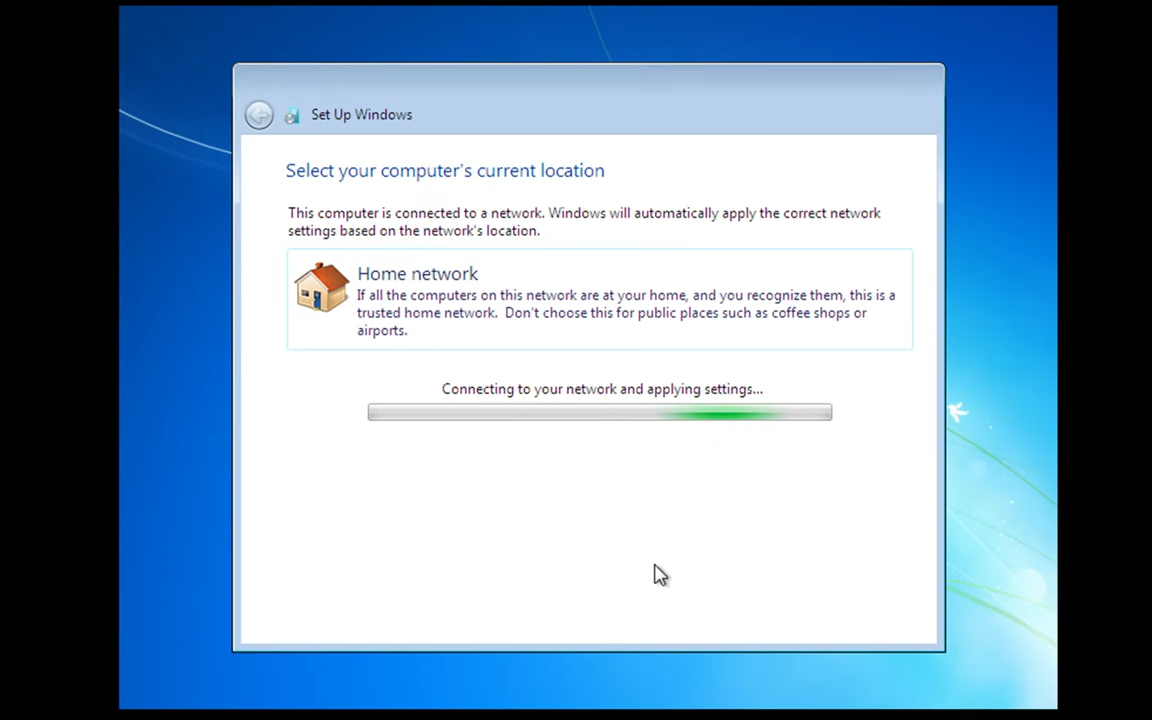 Set Up Windows
Select your computer's current location
This computer is connected to a network. Windows will automatically apply the correct network
settings based on the network's location.
Home network
If all the computers on this network are at your home, and you recognize them, this is a
trusted home network.  Don't choose this for public places such as coffee shops or
airports.
Connecting to your network and applying settings...